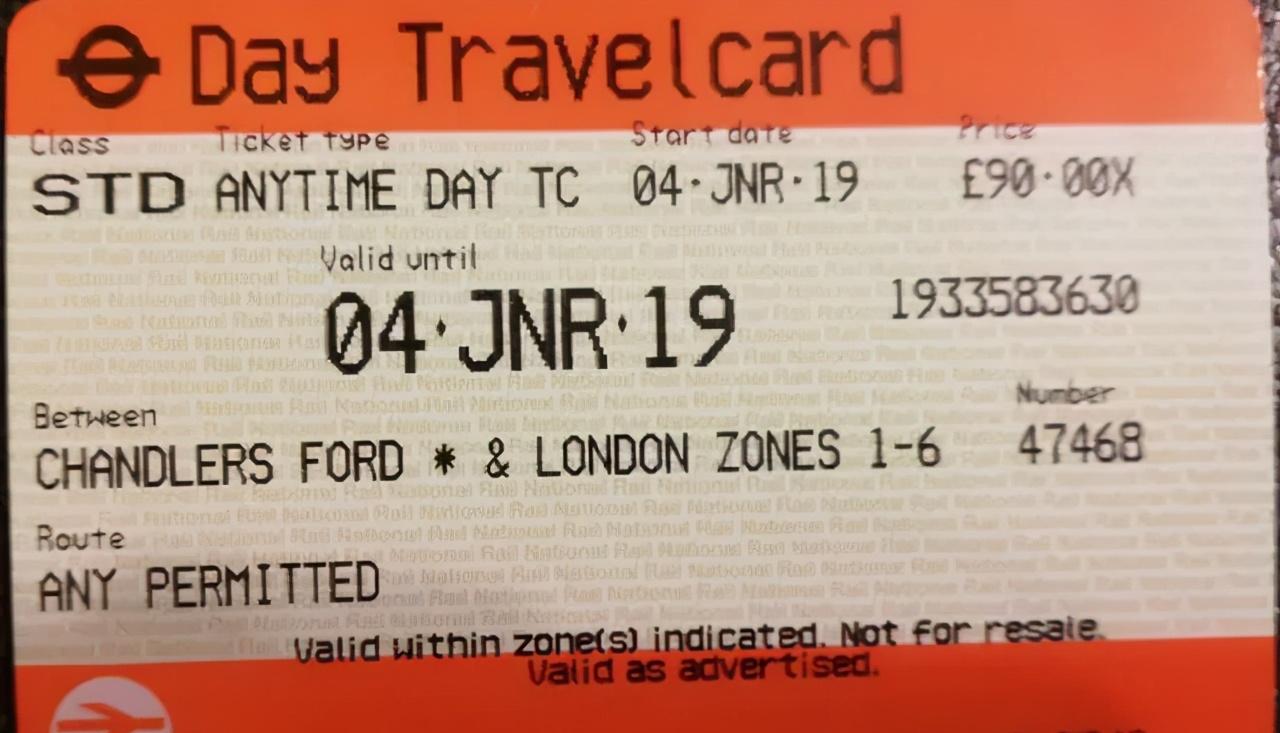 Day Travelcard
Class Ticket type Start date Price
STD ANYTIME DAY TC 04·JNR·19 £90·00X
Valid until
04·JNR·19 1933583630
Number
Between
CHANDLERS FORD * & LONDON ZONES 1-6 47468
Route
ANY PERMITTED
Valid within zone(s) indicated. Not for resale.
Valid as advertised.